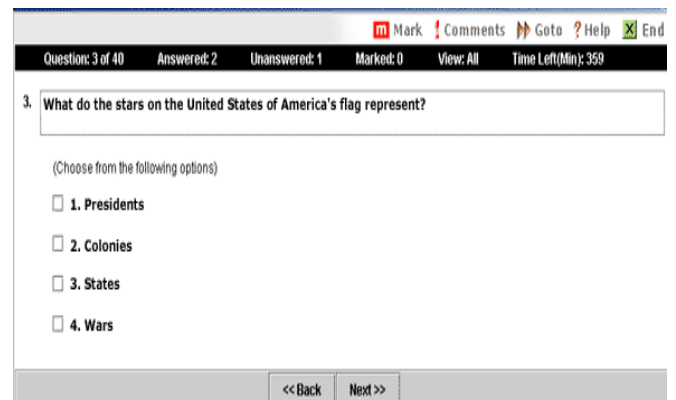 m Mark ! Comments Goto ? Help X End
Question: 3 of 40 Answered: 2 Unanswered: 1 Marked: 0 View: All Time Left(Min): 359
3. What do the stars on the United States of America's flag represent?
(Choose from the following options)
1. Presidents
2. Colonies
3. States
4. Wars
<< Back Next >>